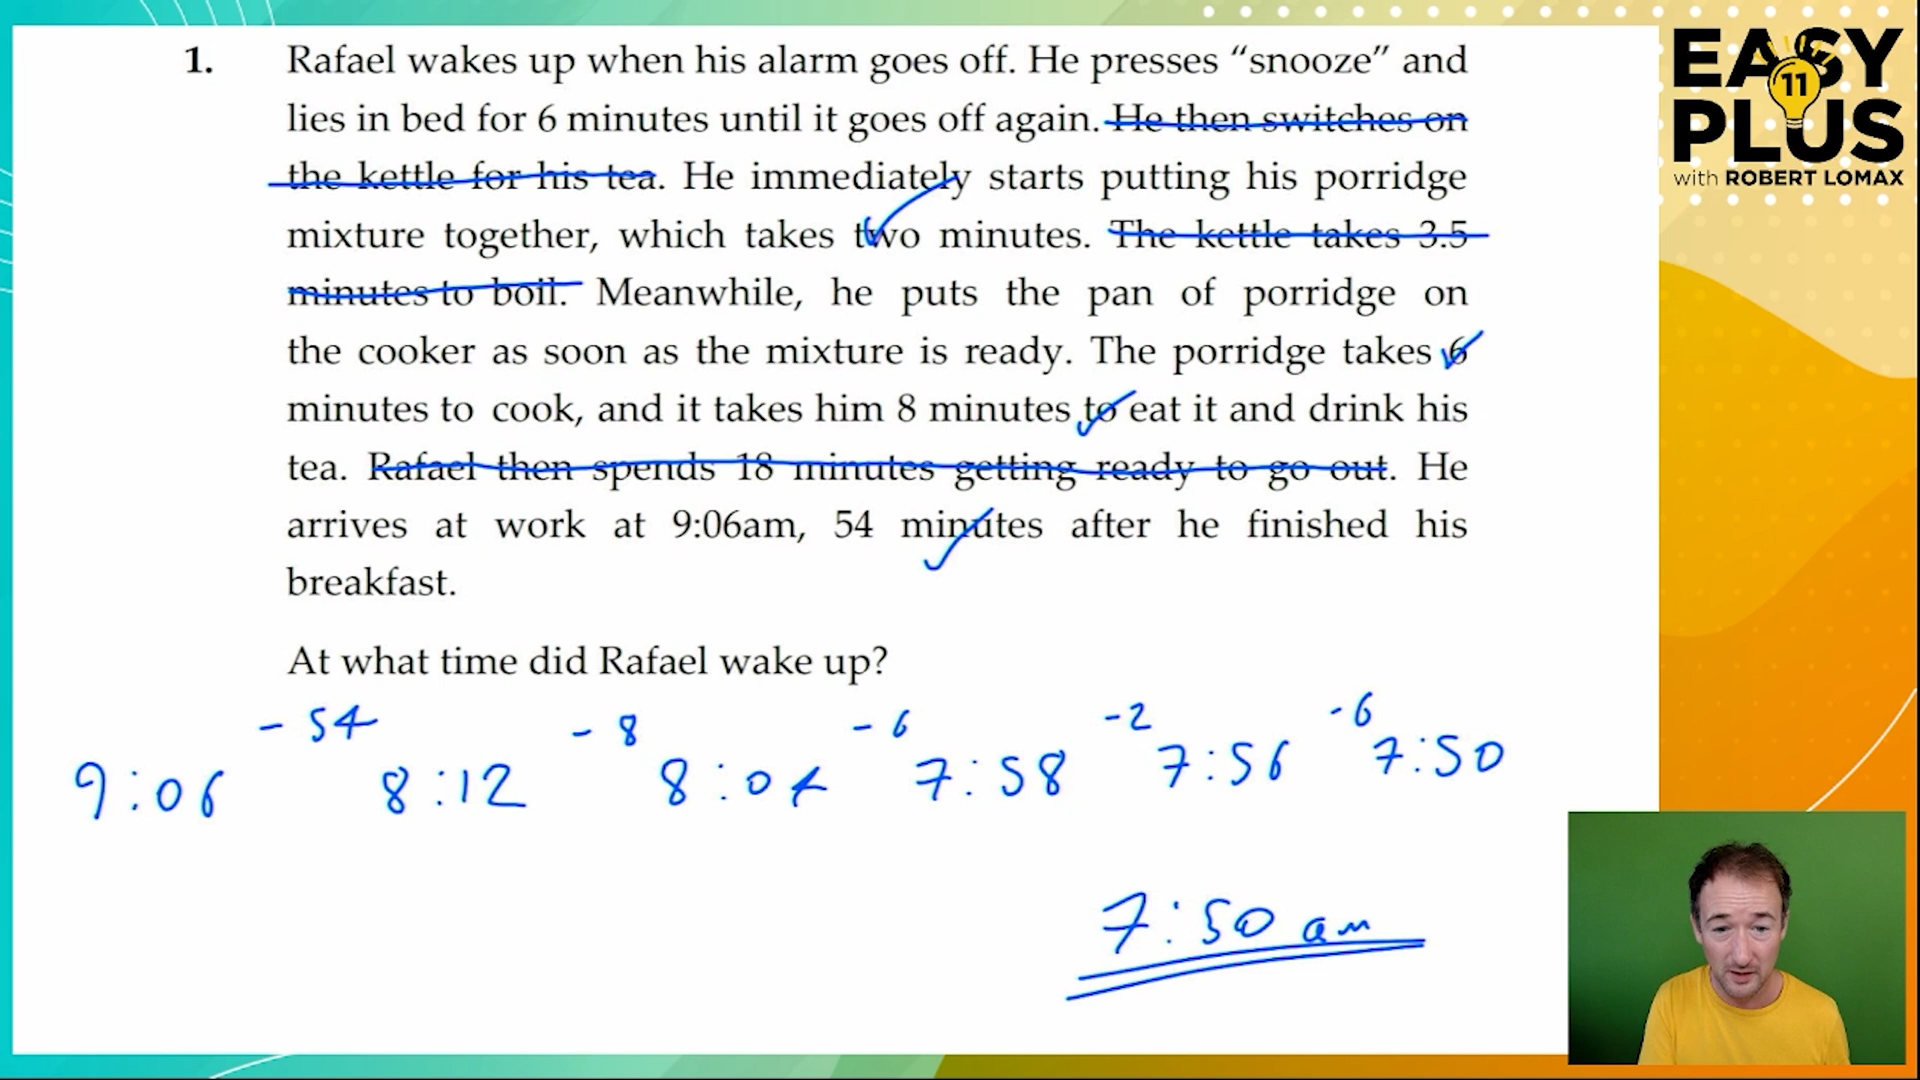 EASY
11
PLUS
with ROBERT LOMAX
1. Rafael wakes up when his alarm goes off. He presses “snooze” and
lies in bed for 6 minutes until it goes off again. He then switches on
the kettle for his tea. He immediately starts putting his porridge
mixture together, which takes two minutes. The kettle takes 3.5
minutes to boil. Meanwhile, he puts the pan of porridge on
the cooker as soon as the mixture is ready. The porridge takes 6
minutes to cook, and it takes him 8 minutes to eat it and drink his
tea. Rafael then spends 18 minutes getting ready to go out. He
arrives at work at 9:06am, 54 minutes after he finished his
breakfast.
At what time did Rafael wake up?
- 54 - 8 - 6 -2 -6
9:06 8:12 8:04 7:58 7:56 7:50
7:50 am